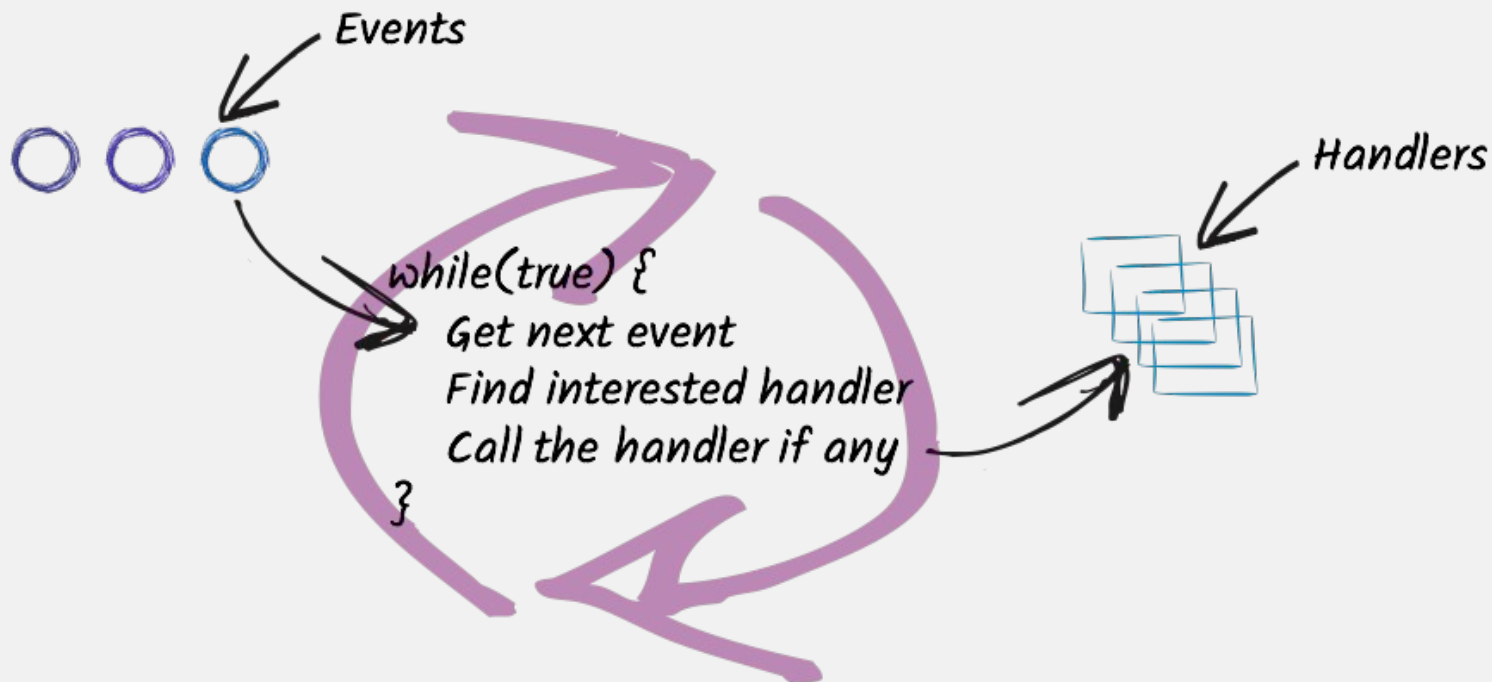 Events
Handlers
while(true) {
Get next event
Find interested handler
Call the handler if any
}